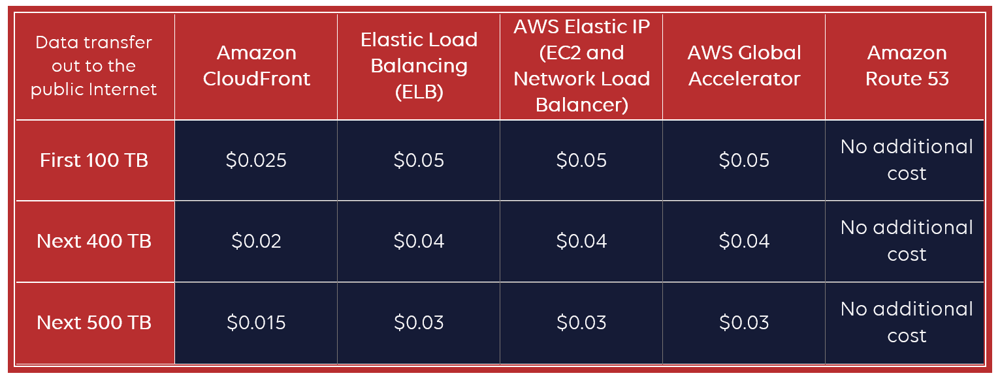 Data transfer
out to the
public Internet
Amazon
CloudFront
Elastic Load
Balancing
(ELB)
AWS Elastic IP
(EC2 and
Network Load
Balancer)
AWS Global
Accelerator
Amazon
Route 53
First 100 TB
$0.025
$0.05
$0.05
$0.05
No additional
cost
Next 400 TB
$0.02
$0.04
$0.04
$0.04
No additional
cost
Next 500 TB
$0.015
$0.03
$0.03
$0.03
No additional
cost